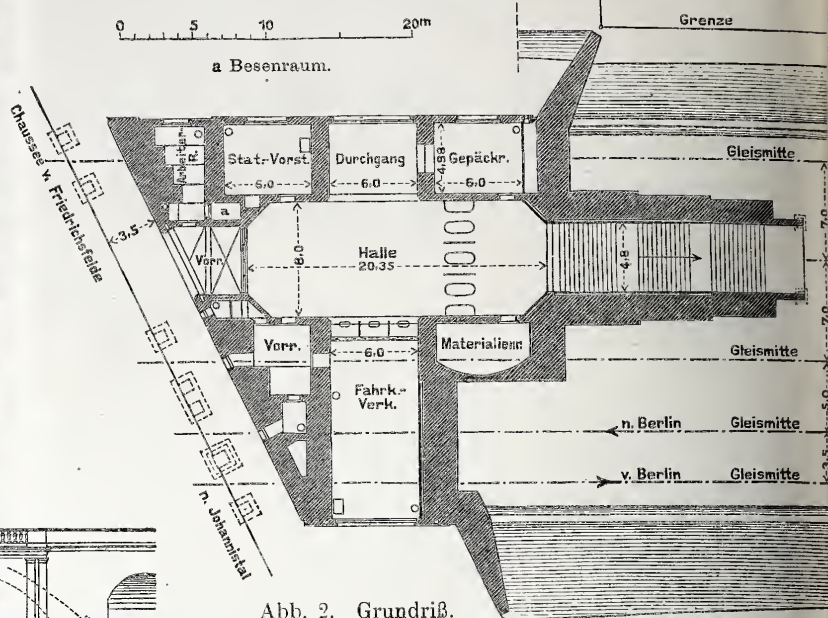 0 5 10 20m
a Besenraum.
Grenze
Chaussee v. Friedrichsfelde
n. Johannistal
3,5
Arbeiter-
R.
Stat.-Vorst.
6,0
Durchgang
6,0
Gepäckr.
4,98
6,0
Gleismitte
a
Vorr.
8,0
Halle
20,35
4,8
7,0
7,0
Vorr.
6,0
Fahrk.-
Verk.
Materialienr.
Gleismitte
5,0
n. Berlin Gleismitte
3,5
v. Berlin Gleismitte
Abb. 2. Grundriß.